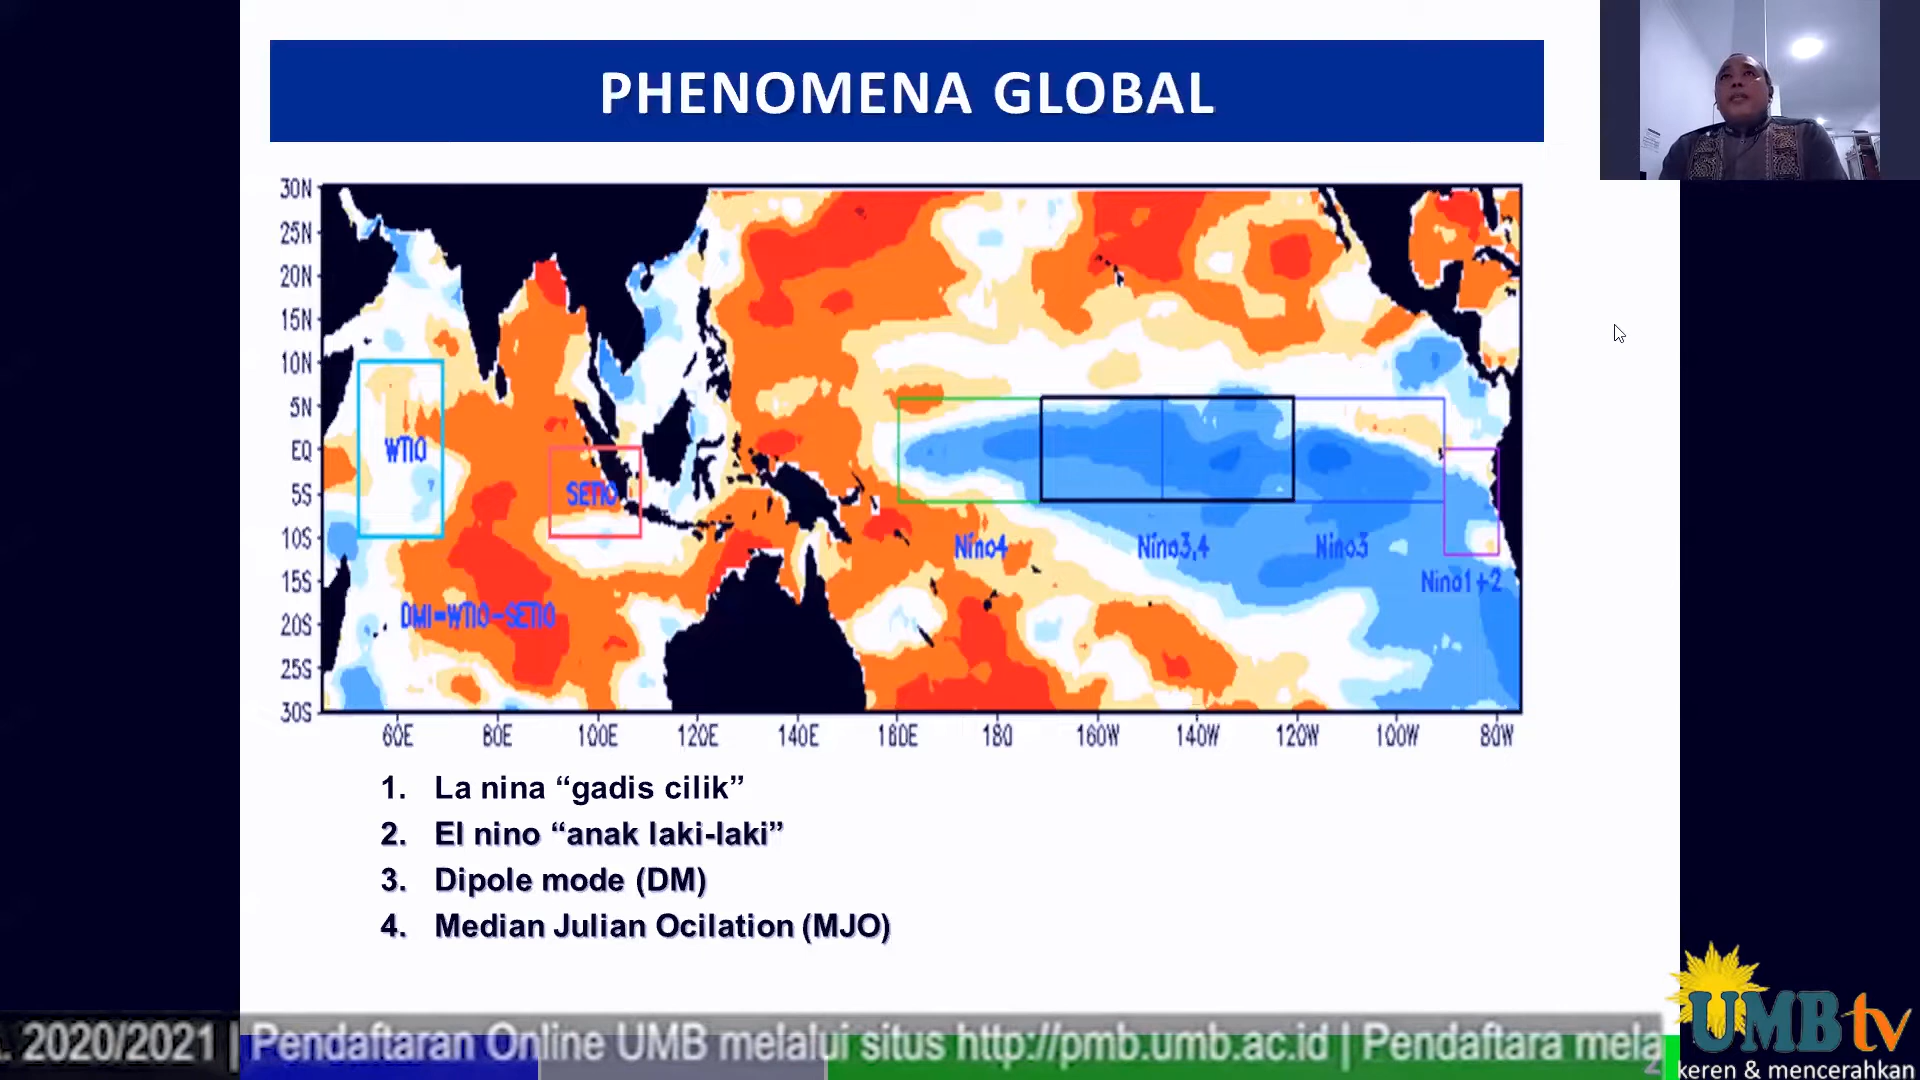 PHENOMENA GLOBAL
30N
25N
20N
15N
10N
5N
EQ
5S
10S
15S
20S
25S
30S
WTIO
SETIO
DMI=WTIO-SETIO
Nino4
Nino3,4
Nino3
Nino1+2
60E 80E 100E 120E 140E 160E 180 160W 140W 120W 100W 80W
1. La nina “gadis cilik”
2. El nino “anak laki-laki”
3. Dipole mode (DM)
4. Median Julian Ocilation (MJO)
. 2020/2021 | Pendaftaran Online UMB melalui situs http://pmb.umb.ac.id | Pendaftara mela
2
UMBtv
keren & mencerahkan